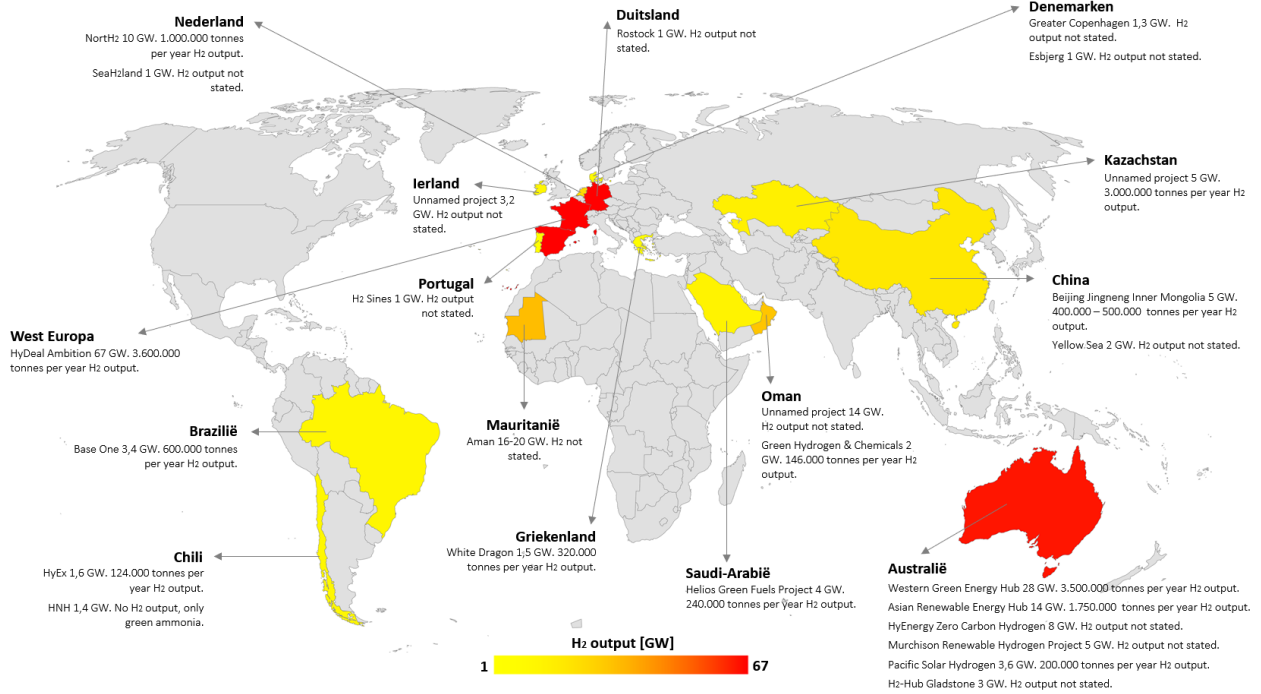 Nederland
NortH2 10 GW. 1.000.000 tonnes
per year H2 output.
SeaH2land 1 GW. H2 output not
stated.
Duitsland
Rostock 1 GW. H2 output not
stated.
Denemarken
Greater Copenhagen 1,3 GW. H2
output not stated.
Esbjerg 1 GW. H2 output not stated.
Kazachstan
Unnamed project 5 GW.
3.000.000 tonnes per year H2
output.
Ierland
Unnamed project 3,2
GW. H2 output not
stated.
Portugal
H2 Sines 1 GW. H2 output
not stated.
China
Beijing Jingneng Inner Mongolia 5 GW.
400.000 – 500.000 tonnes per year H2
output.
Yellow Sea 2 GW. H2 output not stated.
West Europa
HyDeal Ambition 67 GW. 3.600.000
tonnes per year H2 output.
Mauritanië
Aman 16-20 GW. H2 not
stated.
Oman
Unnamed project 14 GW.
H2 output not stated.
Green Hydrogen & Chemicals 2
GW. 146.000 tonnes per year H2
output.
Brazilië
Base One 3,4 GW. 600.000 tonnes
per year H2 output.
Griekenland
White Dragon 1,5 GW. 320.000
tonnes per year H2 output.
Chili
HyEx 1,6 GW. 124.000 tonnes per
year H2 output.
HNH 1,4 GW. No H2 output, only
green ammonia.
Saudi-Arabië
Helios Green Fuels Project 4 GW.
240.000 tonnes per year H2 output.
Australië
Western Green Energy Hub 28 GW. 3.500.000 tonnes per year H2 output.
Asian Renewable Energy Hub 14 GW. 1.750.000 tonnes per year H2 output.
HyEnergy Zero Carbon Hydrogen 8 GW. H2 output not stated.
Murchison Renewable Hydrogen Project 5 GW. H2 output not stated.
Pacific Solar Hydrogen 3,6 GW. 200.000 tonnes per year H2 output.
H2-Hub Gladstone 3 GW. H2 output not stated.
H2 output [GW]
1 67